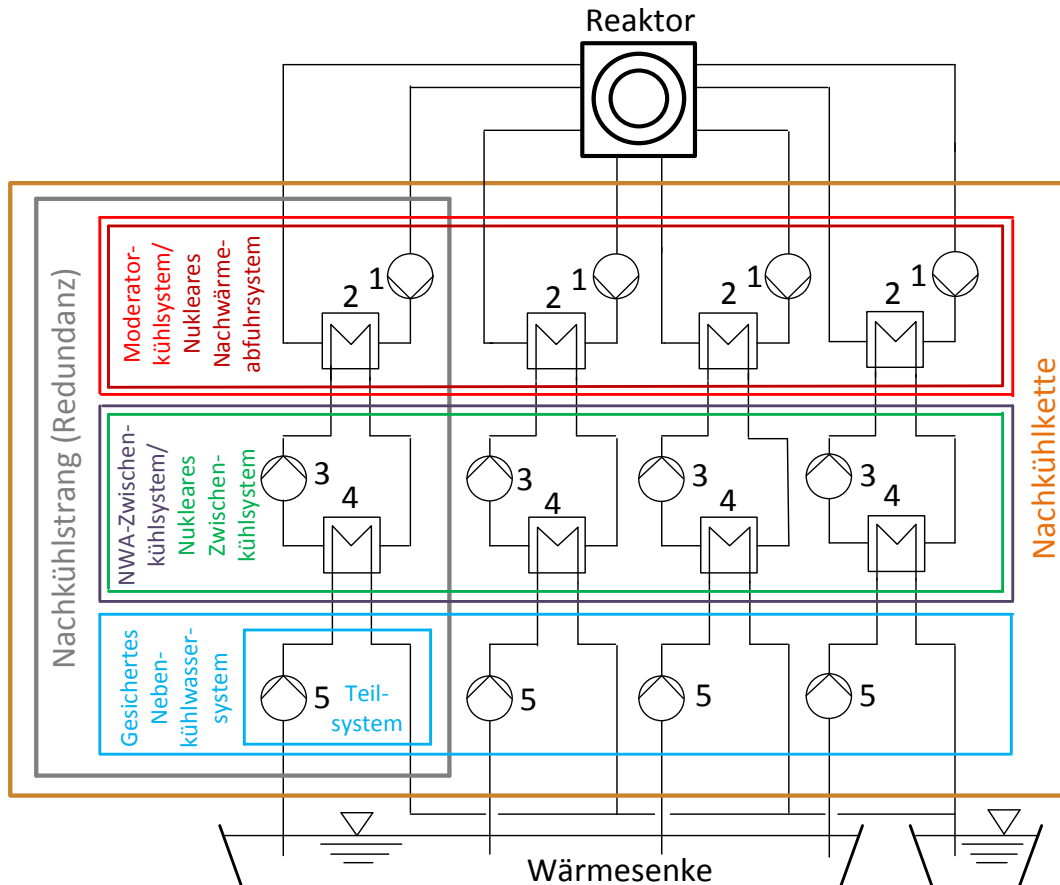 Reaktor
Nachkühlkette
Nachkühlstrang (Redundanz)
Moderator-
kühlsystem/
Nukleares
Nachwärme-
abfuhrsystem
1
2
1
2
1
2
1
2
NWA-Zwischen-
kühlsystem/
Nukleares
Zwischen-
kühlsystem
3
4
3
4
3
4
3
4
Gesichertes
Neben-
kühlwasser-
system
5
Teil-
system
5
5
5
Wärmesenke